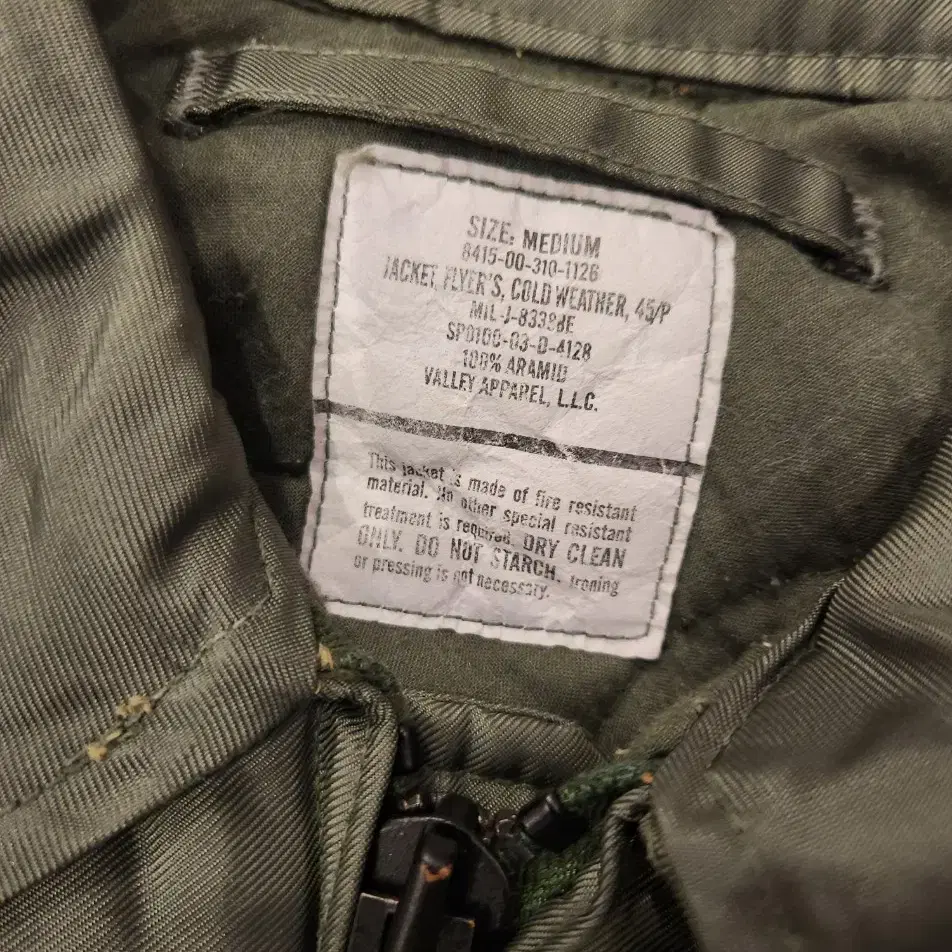 SIZE: MEDIUM
8415-00-310-1126
JACKET, FLYER'S, COLD WEATHER, 45/P
MIL-J-83388E
SP0100-03-D-4128
100% ARAMID
VALLEY APPAREL, L.L.C.
This jacket is made of fire resistant
material. No other special resistant
treatment is required. DRY CLEAN
ONLY. DO NOT STARCH. Ironing
or pressing is not necessary.